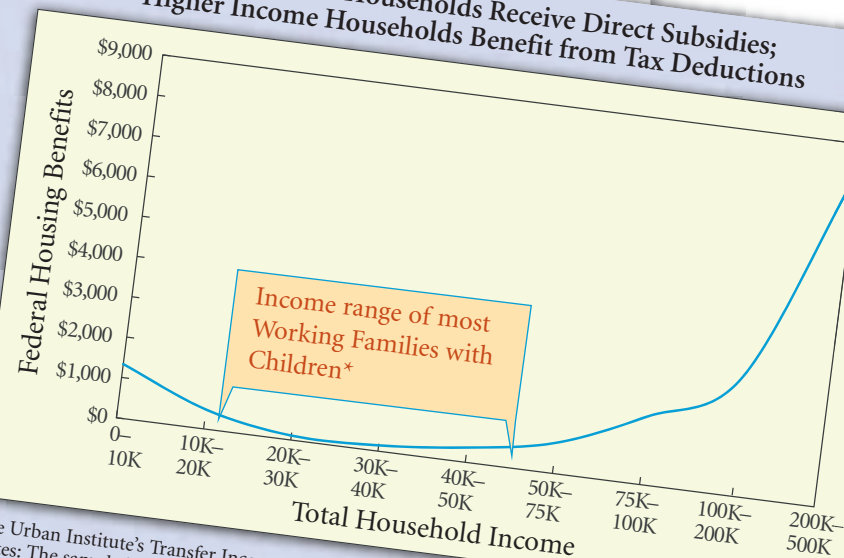 Households Receive Direct Subsidies;
Higher Income Households Benefit from Tax Deductions
$9,000
$8,000
$7,000
$6,000
$5,000
$4,000
$3,000
$2,000
$1,000
$0
Federal Housing Benefits
Income range of most
Working Families with
Children*
0–
10K
10K–
20K
20K–
30K
30K–
40K
40K–
50K
50K–
75K
75K–
100K
100K–
200K
200K–
500K
Total Household Income
Urban Institute’s Transfer
The